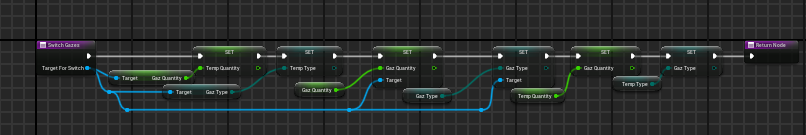 Switch Gazes
Target For Switch
Target Gaz Quantity
Target Gaz Type
SET
Temp Quantity
SET
Temp Type
Gaz Quantity
SET
Gaz Quantity
Target
Gaz Type
SET
Gaz Type
Target
Temp Quantity
SET
Gaz Quantity
Temp Type
SET
Gaz Type
Return Node